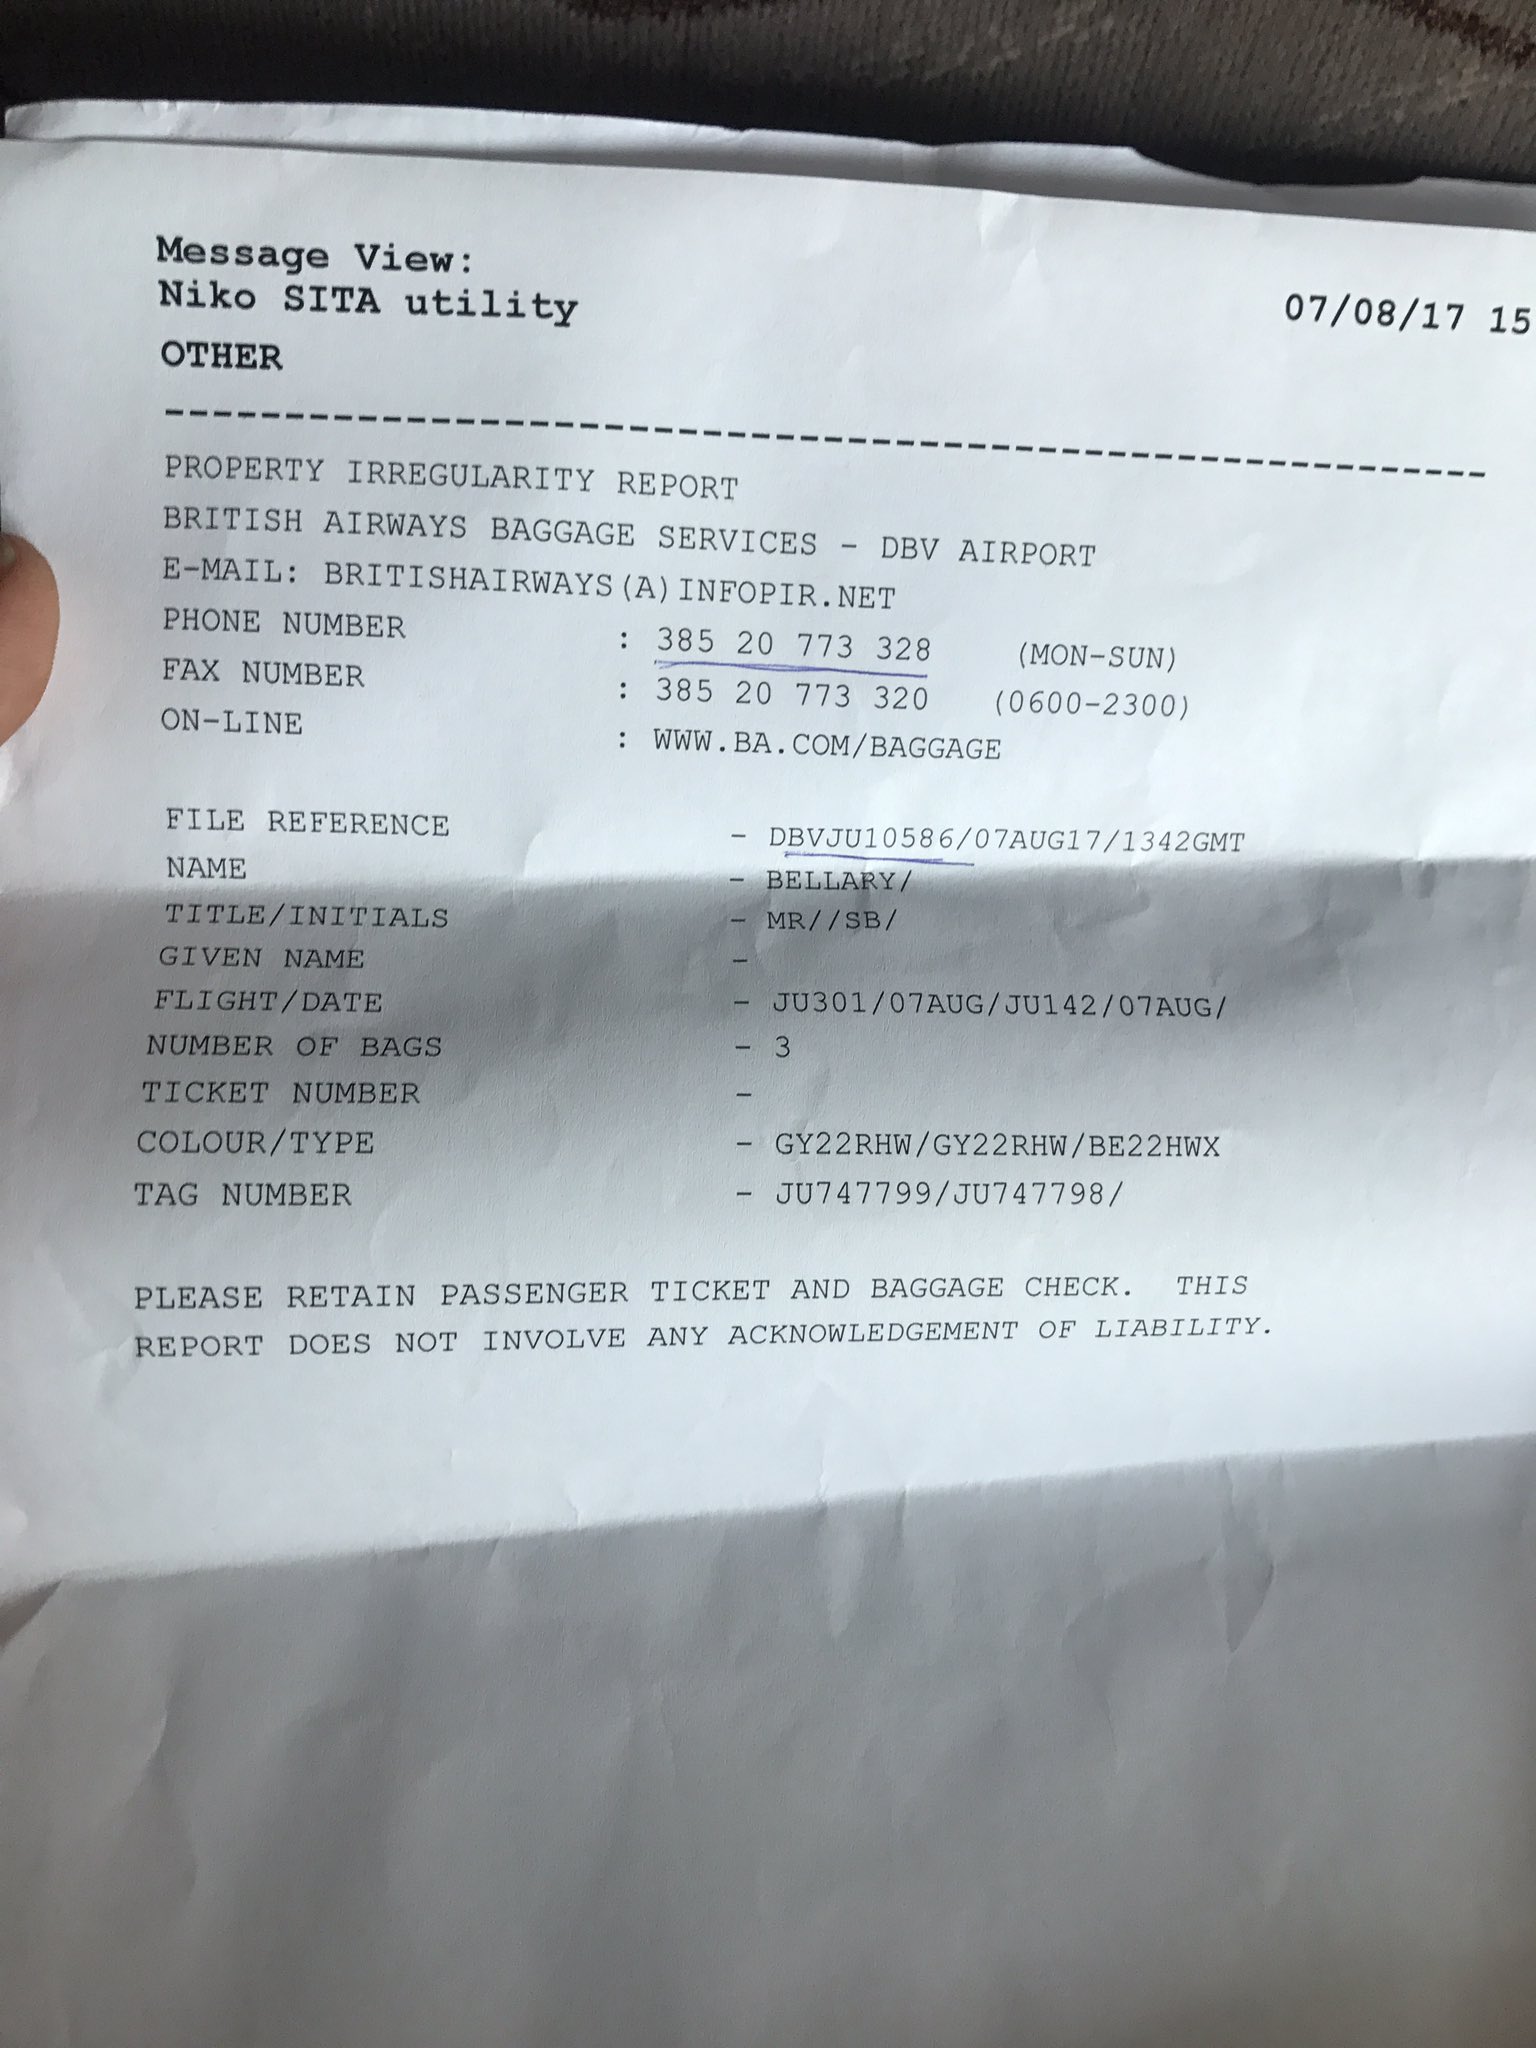 Message View:
Niko SITA utility 07/08/17 15
OTHER
------------------------------------------------------
PROPERTY IRREGULARITY REPORT
BRITISH AIRWAYS BAGGAGE SERVICES - DBV AIRPORT
E-MAIL: BRITISHAIRWAYS(A)INFOPIR.NET
PHONE NUMBER : 385 20 773 328 (MON-SUN)
FAX NUMBER : 385 20 773 320 (0600-2300)
ON-LINE : WWW.BA.COM/BAGGAGE
FILE REFERENCE - DBVJU10586/07AUG17/1342GMT
NAME - BELLARY/
TITLE/INITIALS - MR//SB/
GIVEN NAME -
FLIGHT/DATE - JU301/07AUG/JU142/07AUG/
NUMBER OF BAGS - 3
TICKET NUMBER -
COLOUR/TYPE - GY22RHW/GY22RHW/BE22HWX
TAG NUMBER - JU747799/JU747798/
PLEASE RETAIN PASSENGER TICKET AND BAGGAGE CHECK. THIS
REPORT DOES NOT INVOLVE ANY ACKNOWLEDGEMENT OF LIABILITY.